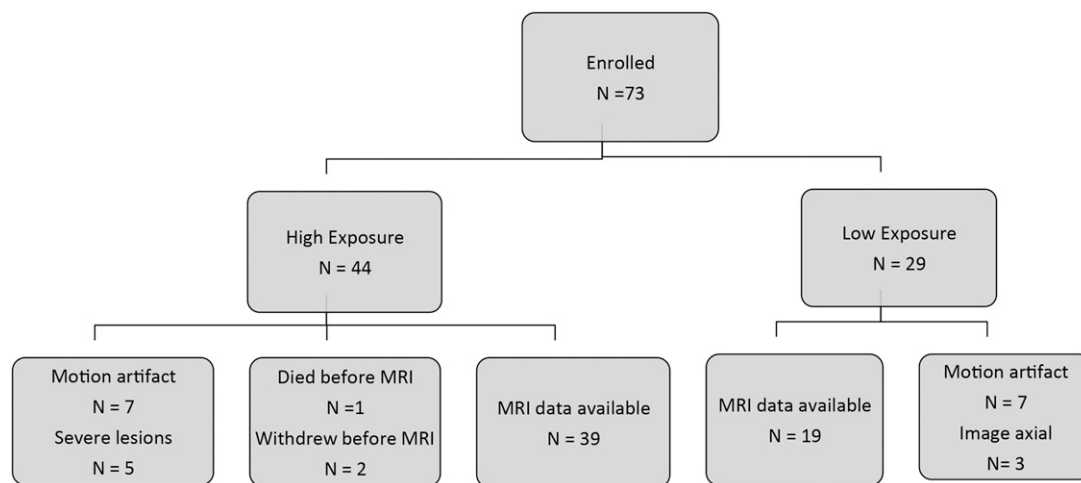 Enrolled
N =73
High Exposure
N = 44
Low Exposure
N = 29
Motion artifact
N = 7
Severe lesions
N = 5
Died before MRI
N =1
Withdrew before MRI
N = 2
MRI data available
N = 39
MRI data available
N = 19
Motion artifact
N = 7
Image axial
N= 3